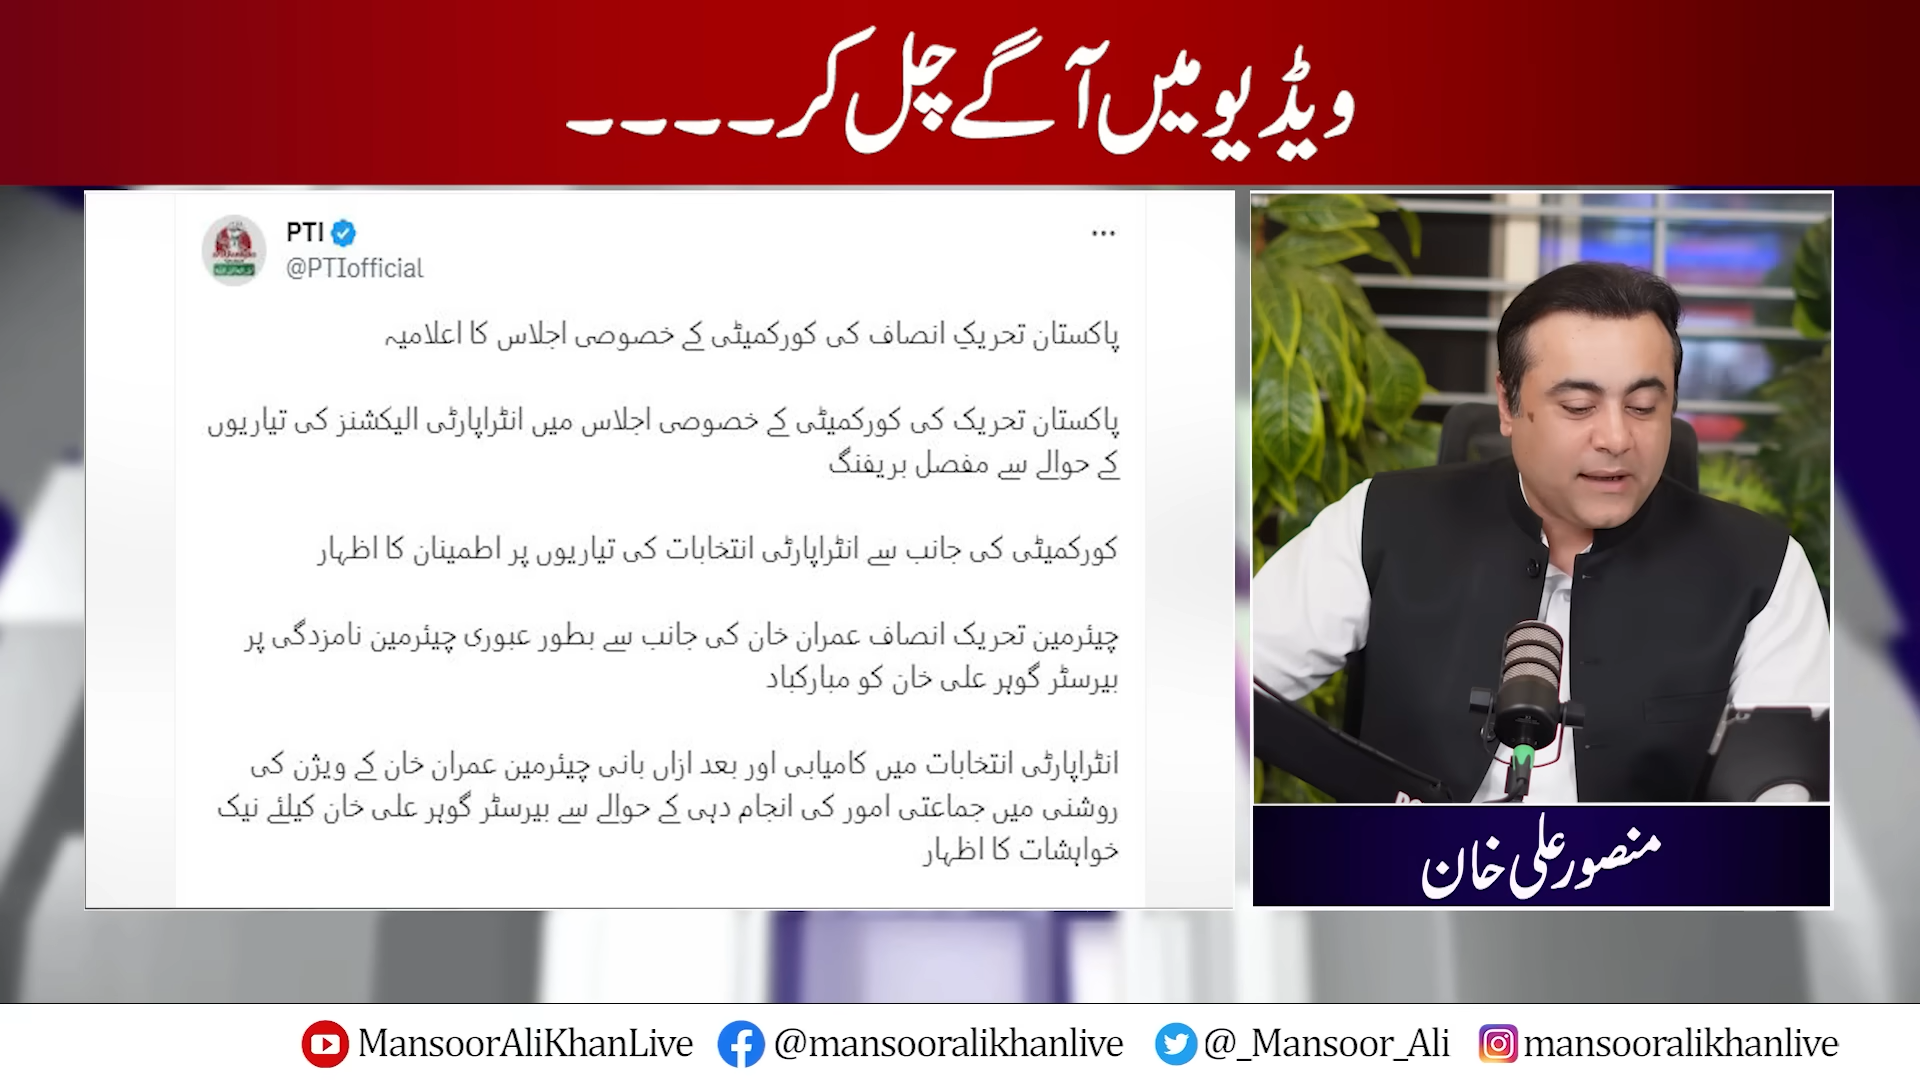 ویڈیو میں آگے چل کر ۔۔۔۔
PTI
@PTIofficial
پاکستان تحریکِ انصاف کی کورکمیٹی کے خصوصی اجلاس کا اعلامیہ
پاکستان تحریک کی کورکمیٹی کے خصوصی اجلاس میں انٹراپارٹی الیکشنز کی تیاریوں
کے حوالے سے مفصل بریفنگ
کورکمیٹی کی جانب سے انٹراپارٹی انتخابات کی تیاریوں پر اطمینان کا اظہار
چیئرمین تحریک انصاف عمران خان کی جانب سے بطور عبوری چیئرمین نامزدگی پر
بیرسٹر گوہر علی خان کو مبارکباد
انٹراپارٹی انتخابات میں کامیابی اور بعد ازاں بانی چیئرمین عمران خان کے ویژن کی
روشنی میں جماعتی امور کی انجام دہی کے حوالے سے بیرسٹر گوہر علی خان کیلئے نیک
خواہشات کا اظہار
منصور علی خان
MansoorAliKhanLive @mansooralikhanlive @_Mansoor_Ali mansooralikhanlive